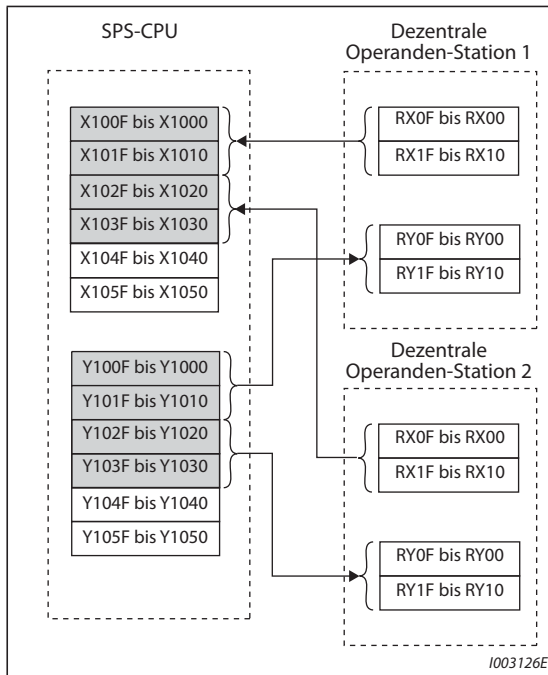 SPS-CPU
X100F bis X1000
X101F bis X1010
X102F bis X1020
X103F bis X1030
X104F bis X1040
X105F bis X1050
Y100F bis Y1000
Y101F bis Y1010
Y102F bis Y1020
Y103F bis Y1030
Y104F bis Y1040
Y105F bis Y1050
Dezentrale
Operanden-Station 1
RX0F bis RX00
RX1F bis RX10
RY0F bis RY00
RY1F bis RY10
Dezentrale
Operanden-Station 2
RX0F bis RX00
RX1F bis RX10
RY0F bis RY00
RY1F bis RY10
I003126E